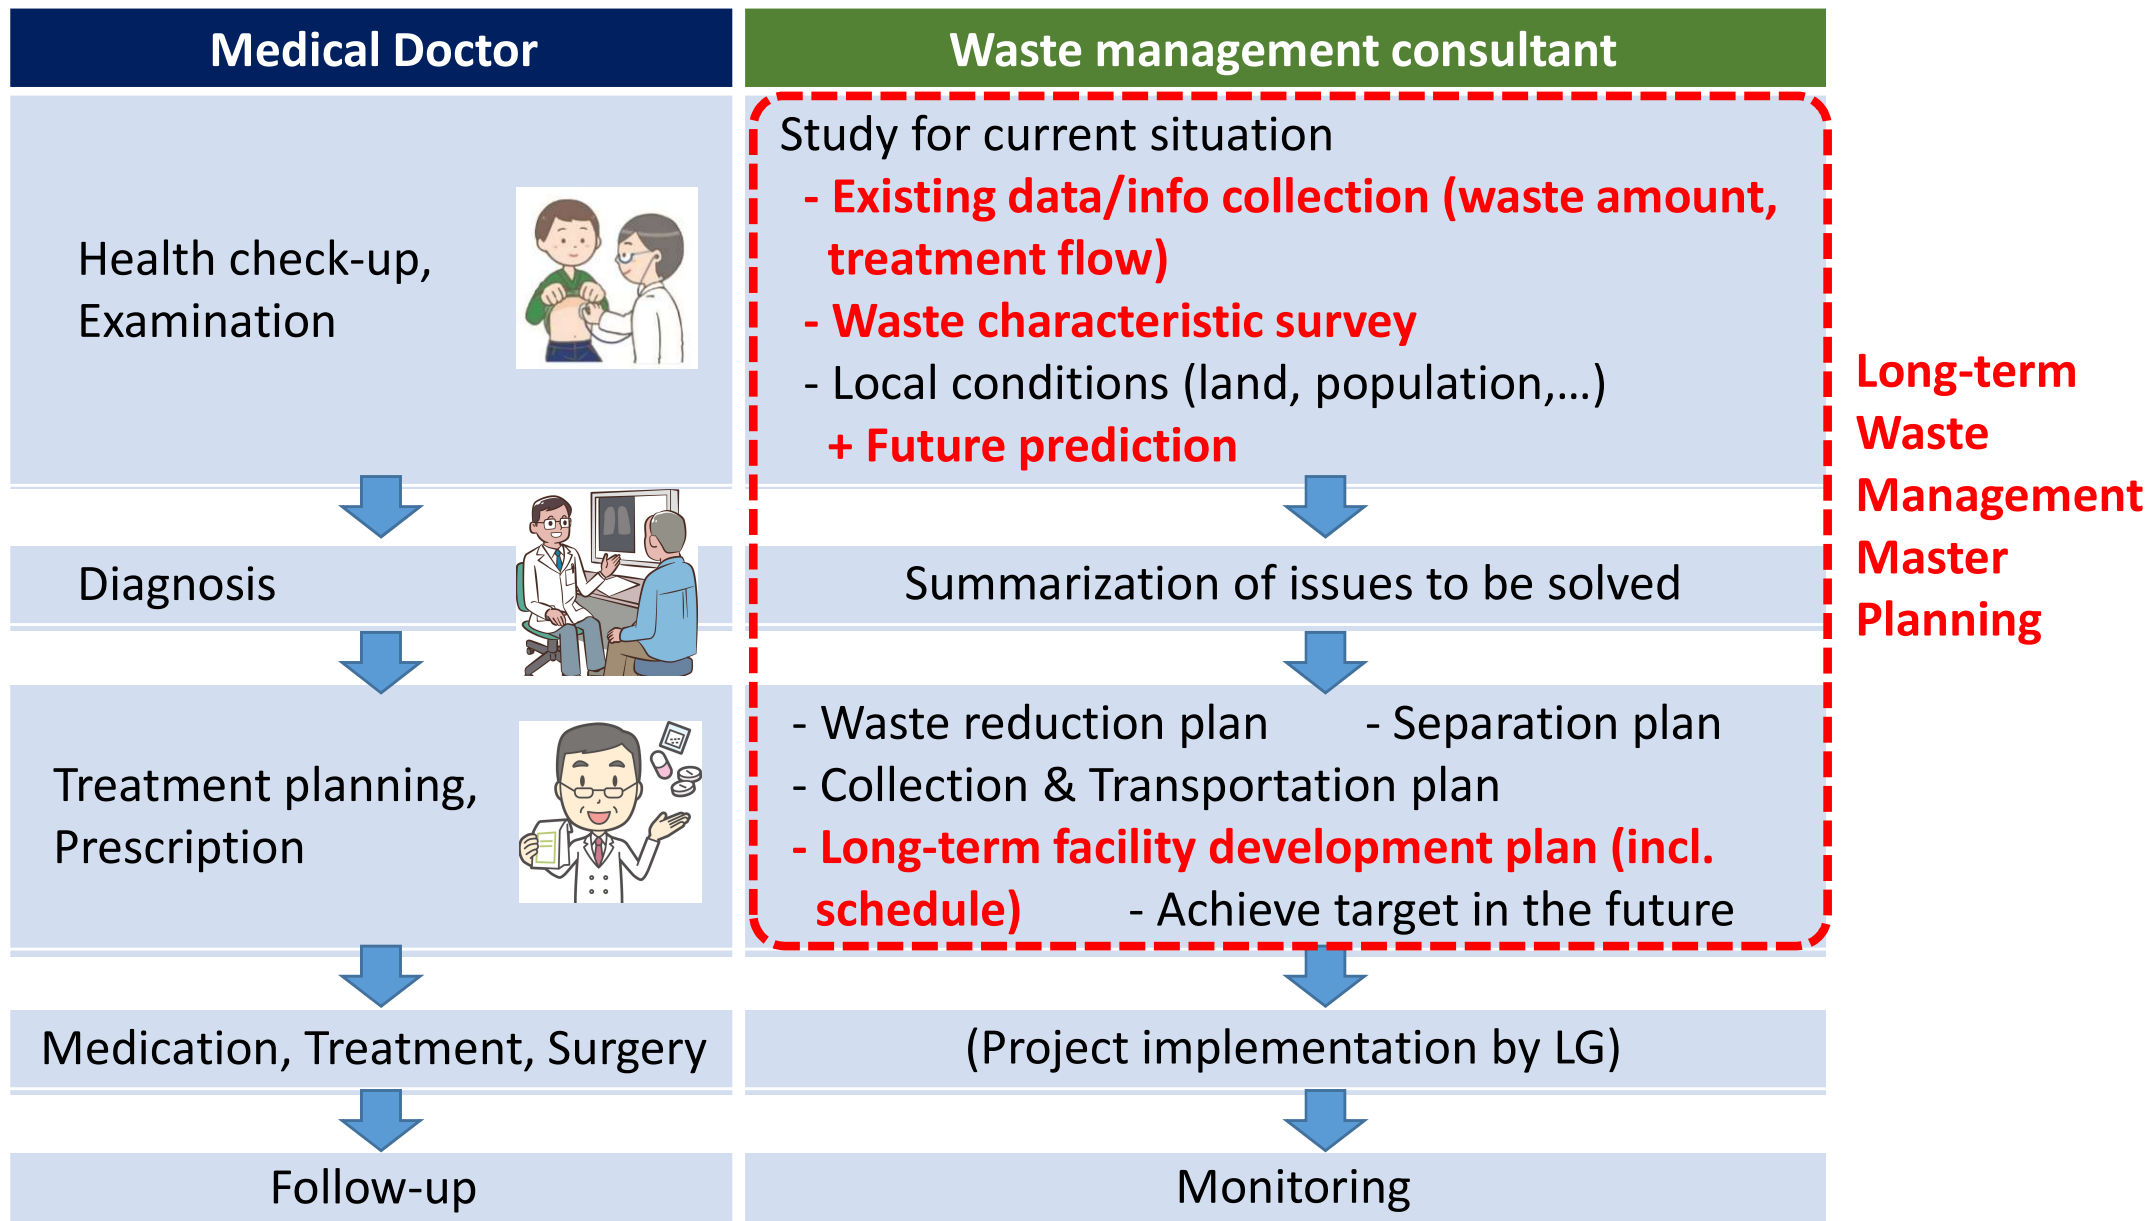 Medical Doctor
Waste management consultant
Health check-up,
Examination
Study for current situation
- Existing data/info collection (waste amount,
treatment flow)
- Waste characteristic survey
- Local conditions (land, population,...)
+ Future prediction
Diagnosis
Summarization of issues to be solved
Treatment planning,
Prescription
- Waste reduction plan - Separation plan
- Collection & Transportation plan
- Long-term facility development plan (incl.
schedule) - Achieve target in the future
Medication, Treatment, Surgery
(Project implementation by LG)
Follow-up
Monitoring
Long-term
Waste
Management
Master
Planning